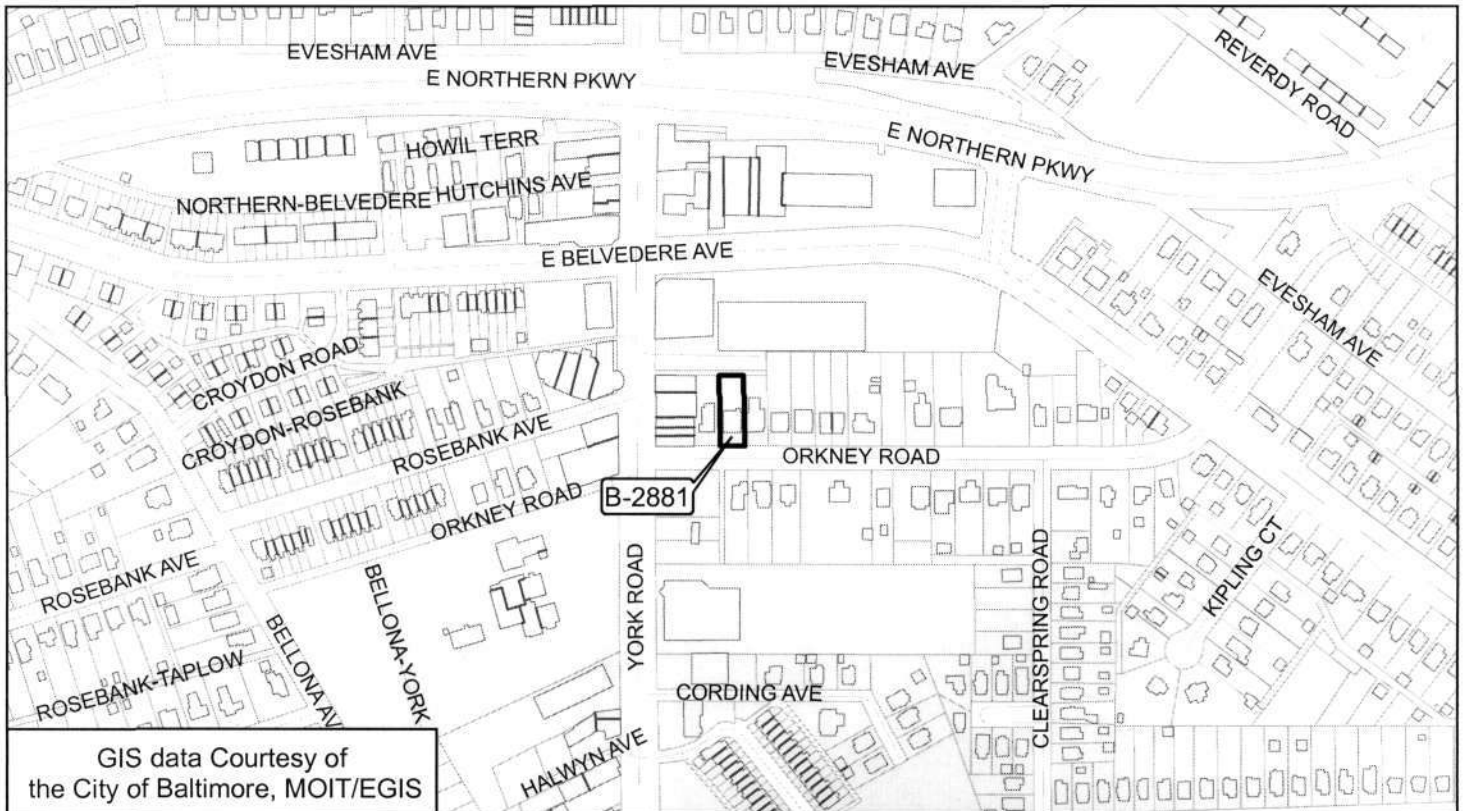 EVESHAM AVE
EVESHAM AVE
REVERDY ROAD
E NORTHERN PKWY
E NORTHERN PKWY
HOWIL TERR
NORTHERN-BELVEDERE
HUTCHINS AVE
E BELVEDERE AVE
EVESHAM AVE
CROYDON ROAD
CROYDON-ROSEBANK
ROSEBANK AVE
ORKNEY ROAD
B-2881
ORKNEY ROAD
ROSEBANK AVE
BELLONA-YORK
YORK ROAD
CLEARSPRING ROAD
KIPLING CT
BELLONA AV
ROSEBANK-TAPLOW
CORDING AVE
HALWYN AVE
GIS data Courtesy of
the City of Baltimore, MOIT/EGIS